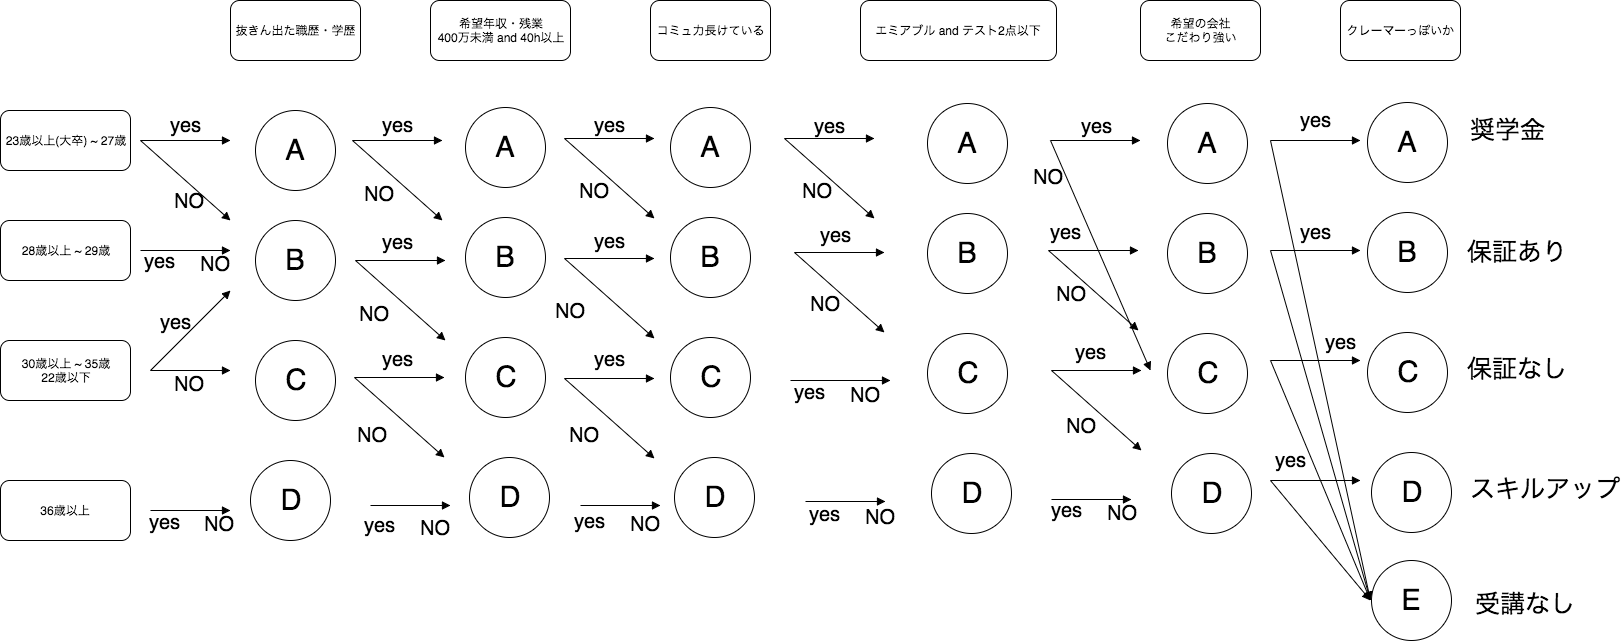 抜きん出た職歴・学歴
希望年収・残業
400万未満 and 40h以上
コミュ力長けている
エミアブル and テスト2点以下
希望の会社
こだわり強い
クレーマーっぽいか
23歳以上(大卒) ~ 27歳
yes
NO
A
yes
NO
A
yes
NO
A
yes
NO
A
yes
NO
A
yes
A
奨学金
28歳以上 ~ 29歳
yes
NO
B
yes
NO
B
yes
NO
B
yes
NO
B
yes
NO
B
yes
B
保証あり
30歳以上 ~ 35歳
22歳以下
yes
NO
C
yes
NO
C
yes
NO
C
yes
NO
C
yes
NO
C
yes
C
保証なし
36歳以上
yes
NO
D
yes
NO
D
yes
NO
D
yes
NO
D
yes
NO
D
yes
D
スキルアップ
E
受講なし